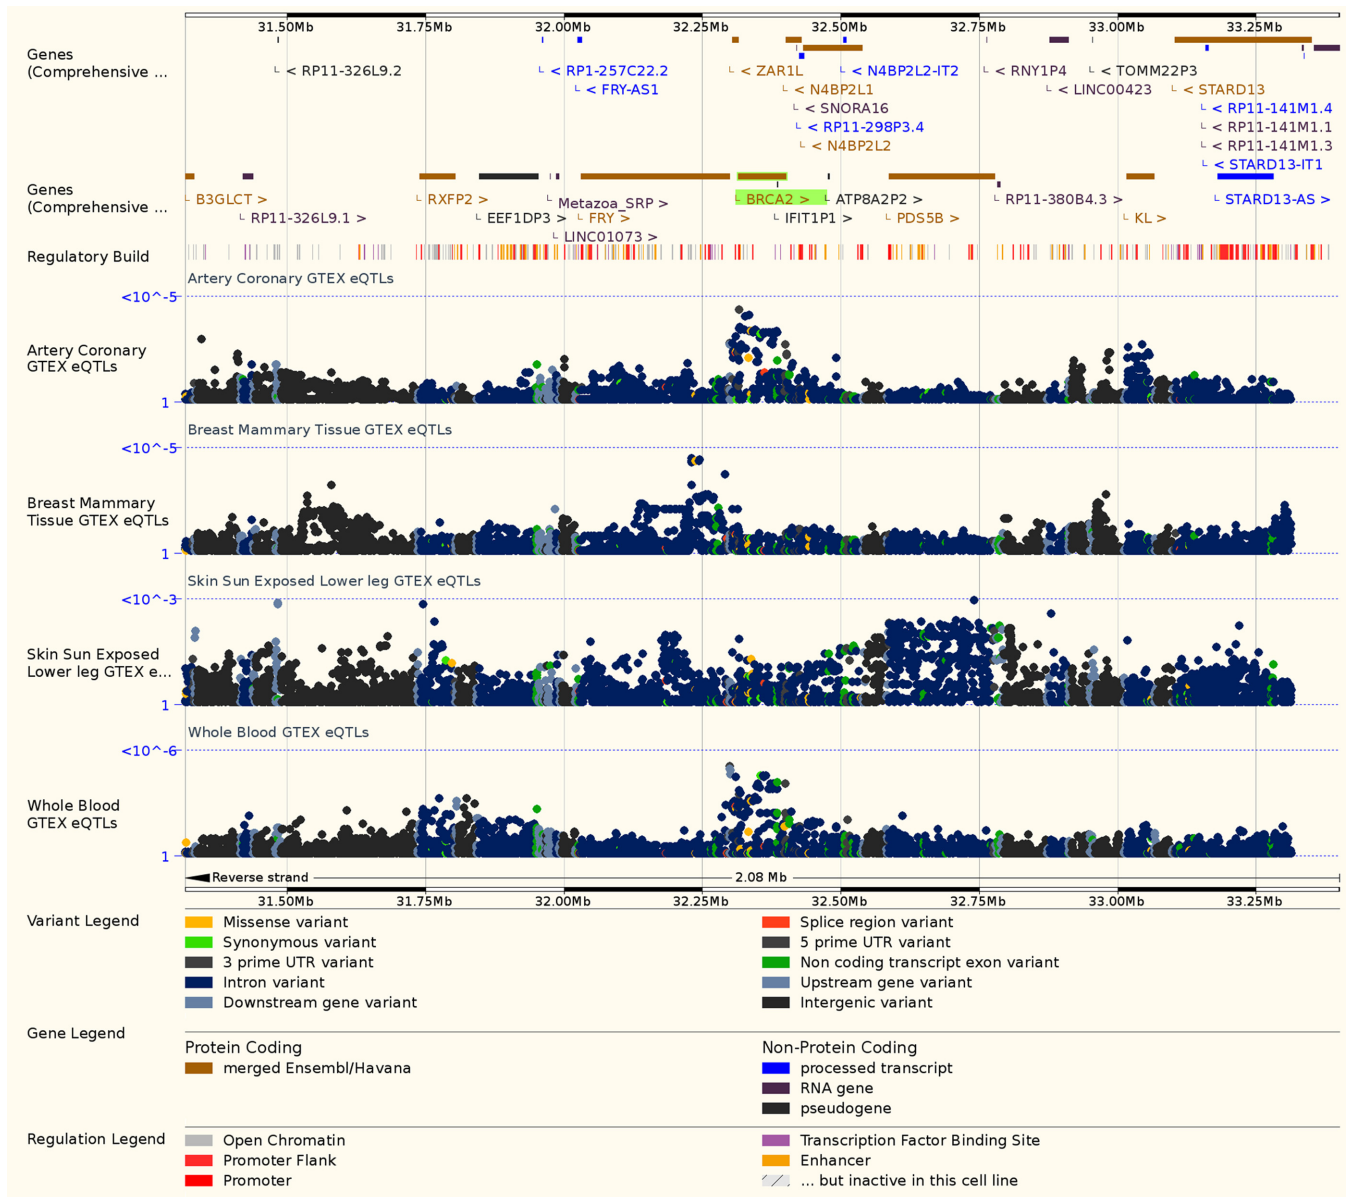 31.50Mb 31.75Mb 32.00Mb 32.25Mb 32.50Mb 32.75Mb 33.00Mb 33.25Mb
Genes
(Comprehensive ...
< RP11-326L9.2 < RP1-257C22.2 < ZAR1L < N4BP2L2-IT2 < RNY1P4 < TOMM22P3
< FRY-AS1 < N4BP2L1 < LINC00423 < STARD13
< SNORA16 < RP11-141M1.4
< RP11-298P3.4 < RP11-141M1.1
< N4BP2L2 < RP11-141M1.3
< STARD13-IT1
Genes
(Comprehensive ...
B3GLCT > RXFP2 > Metazoa_SRP > BRCA2 > ATP8A2P2 > RP11-380B4.3 > STARD13-AS >
RP11-326L9.1 > EEF1DP3 > FRY > IFIT1P1 > PDS5B > KL >
LINC01073 >
Regulatory Build
Artery Coronary GTEX eQTLs
<10^-5
Artery Coronary
GTEX eQTLs
1
Breast Mammary Tissue GTEX eQTLs
<10^-5
Breast Mammary
Tissue GTEX eQTLs
1
Skin Sun Exposed Lower leg GTEX eQTLs
<10^-3
Skin Sun Exposed
Lower leg GTEX e...
1
Whole Blood GTEX eQTLs
<10^-6
Whole Blood
GTEX eQTLs
1
Reverse strand 2.08 Mb
31.50Mb 31.75Mb 32.00Mb 32.25Mb 32.50Mb 32.75Mb 33.00Mb 33.25Mb
Variant Legend
Missense variant Splice region variant
Synonymous variant 5 prime UTR variant
3 prime UTR variant Non coding transcript exon variant
Intron variant Upstream gene variant
Downstream gene variant Intergenic variant
Gene Legend
Protein Coding Non-Protein Coding
merged Ensembl/Havana processed transcript
RNA gene
pseudogene
Regulation Legend
Open Chromatin Transcription Factor Binding Site
Promoter Flank Enhancer
Promoter ... but inactive in this cell line